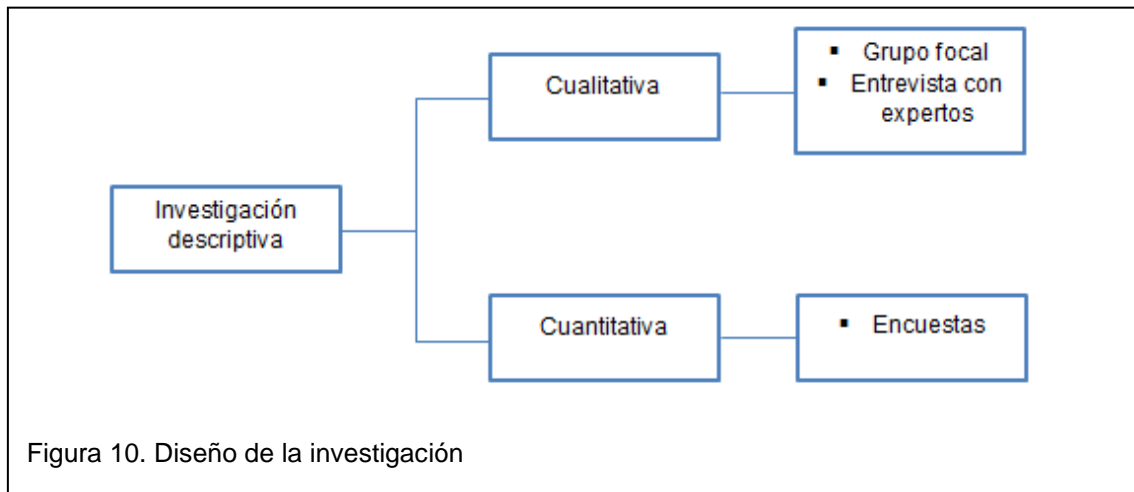 Cualitativa
▪ Grupo focal
▪ Entrevista con
expertos
Investigación
descriptiva
Cuantitativa
▪ Encuestas
Figura 10. Diseño de la investigación